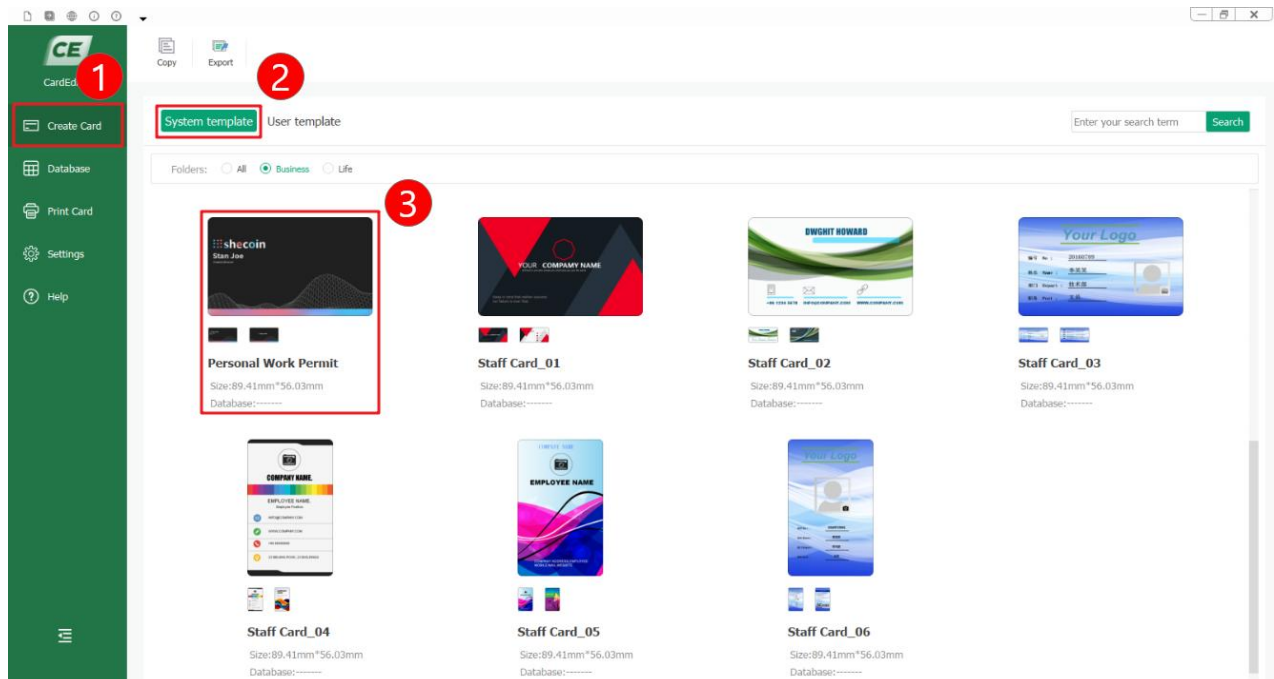 CE
1
2
3
Copy
Export
Create Card
Database
Print Card
Settings
Help
System template
User template
Enter your search term
Search
Folders:
All
Business
Life
shecoin
Stan Joe
YOUR COMPAMY NAME
DWGHIT HOWARD
Your Logo
Personal Work Permit
Size:89.41mm*56.03mm
Database:-------
Staff Card_01
Size:89.41mm*56.03mm
Database:-------
Staff Card_02
Size:89.41mm*56.03mm
Database:-------
Staff Card_03
Size:89.41mm*56.03mm
Database:-------
COMPANY NAME.
EMPLOYEE NAME
EMPLOYEE NAME
Your Logo
Staff Card_04
Size:89.41mm*56.03mm
Database:-------
Staff Card_05
Size:89.41mm*56.03mm
Database:-------
Staff Card_06
Size:89.41mm*56.03mm
Database:-------